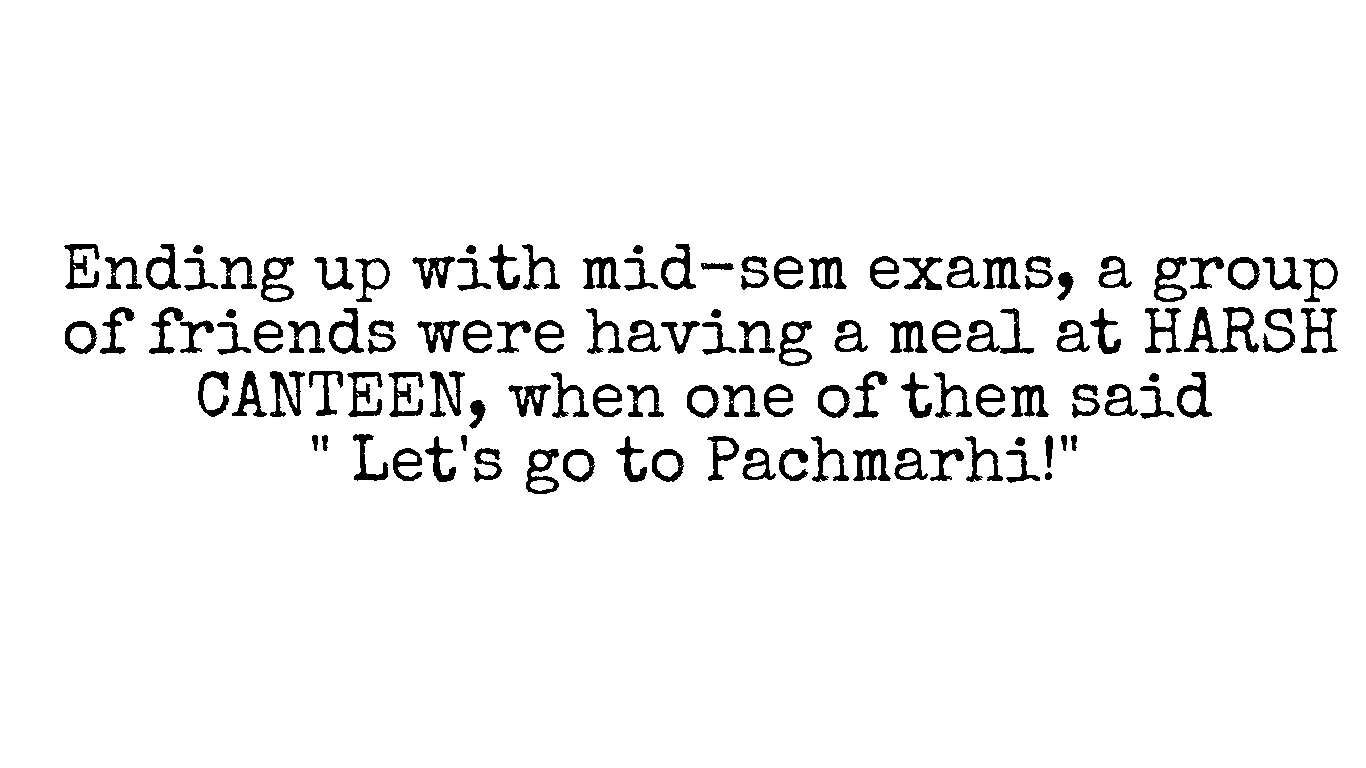 Ending up with mid-sem exams, a group
of friends were having a meal at HARSH
CANTEEN, when one of them said
" Let's go to Pachmarhi!"